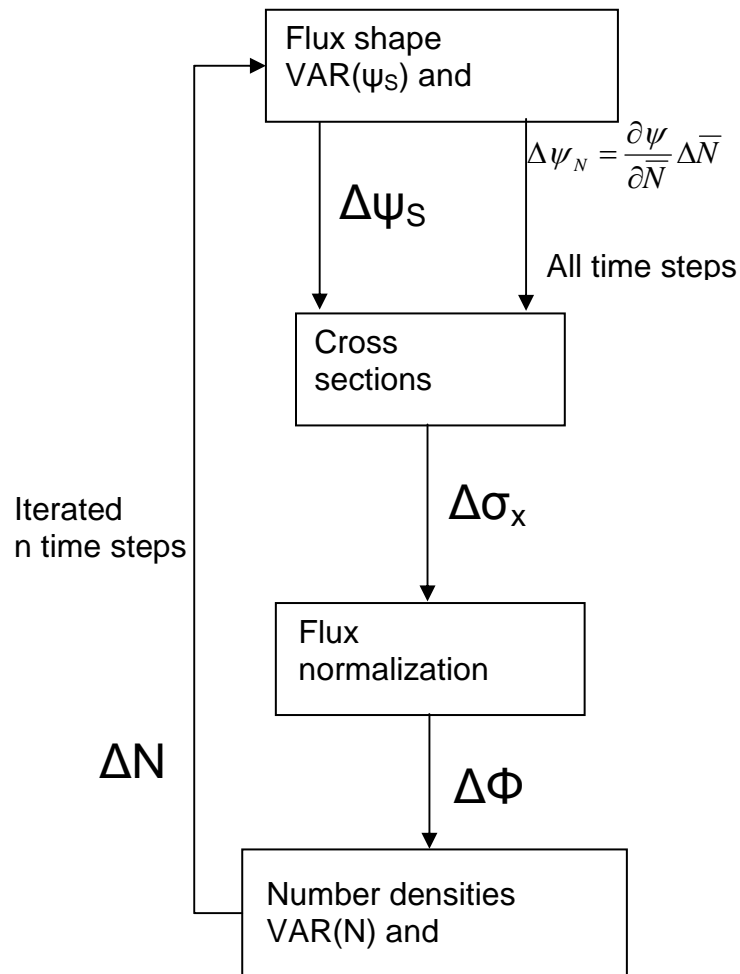 Flux shape
VAR(ψS) and
Δψ_N = ∂ψ/∂N̅ ΔN̅
ΔψS
All time steps
Cross
sections
Δσx
Iterated
n time steps
Flux
normalization
ΔN
ΔΦ
Number densities
VAR(N) and